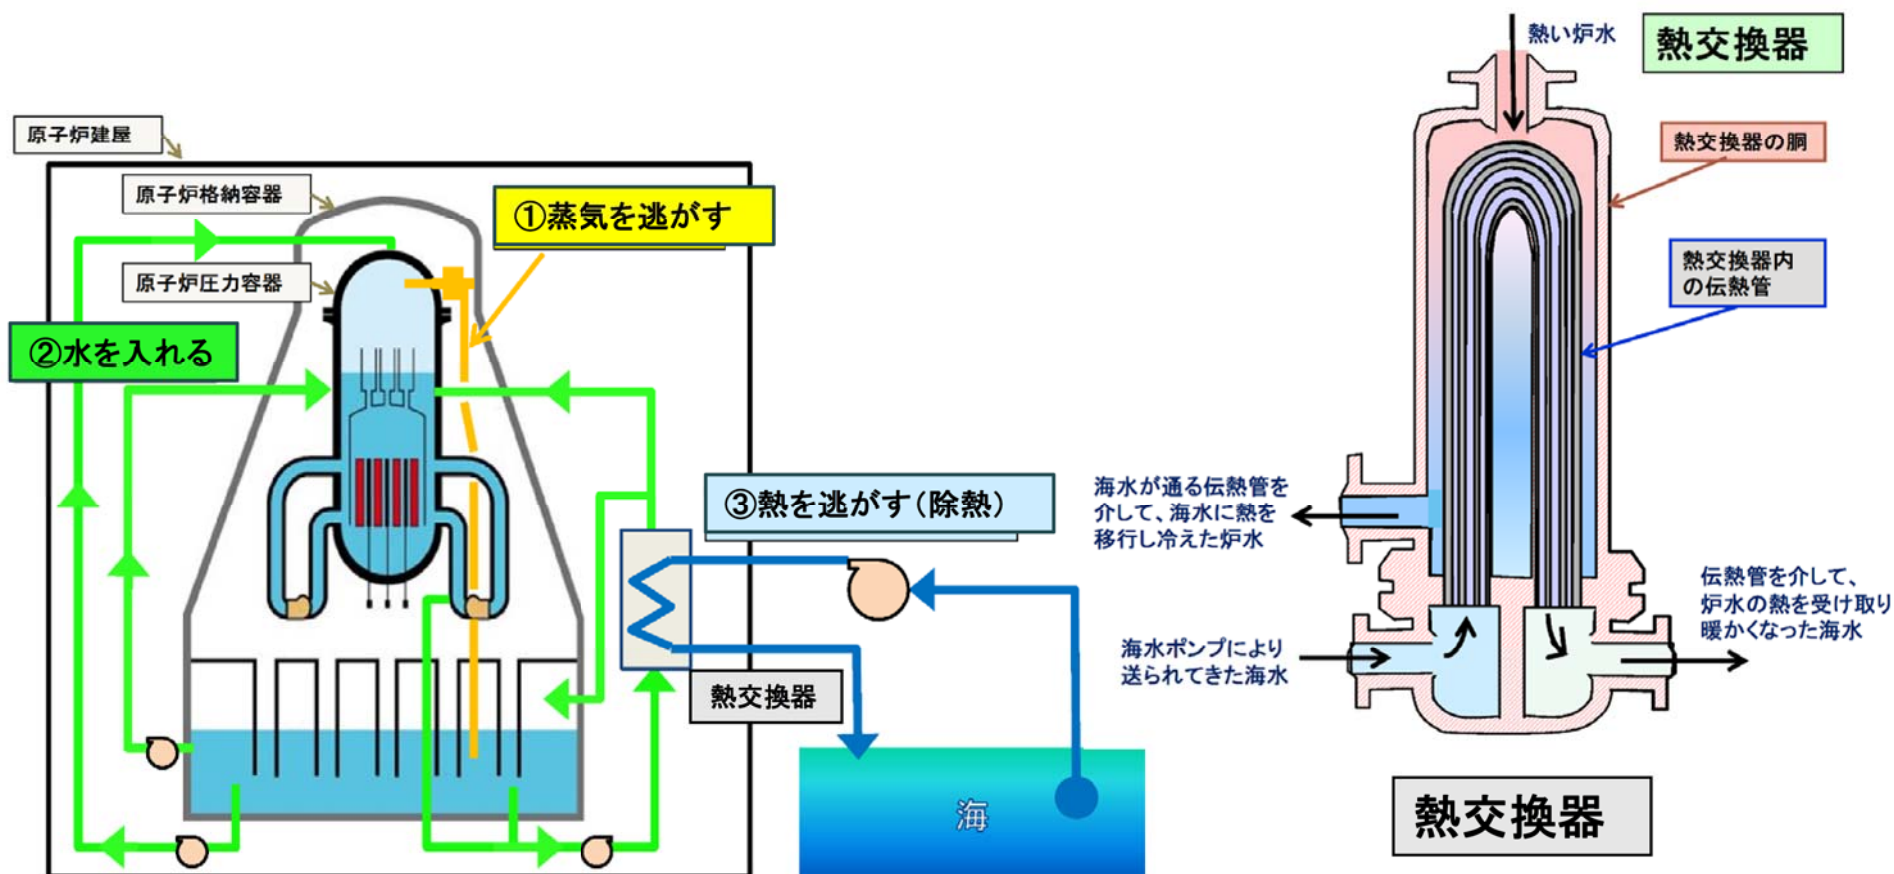 原子炉建屋
原子炉格納容器
①蒸気を逃がす
原子炉圧力容器
②水を入れる
③熱を逃がす(除熱)
熱交換器
海
熱い炉水
熱交換器
熱交換器の胴
熱交換器内
の伝熱管
海水が通る伝熱管を
介して、海水に熱を
移行し冷えた炉水
伝熱管を介して、
炉水の熱を受け取り
暖かくなった海水
海水ポンプにより
送られてきた海水
熱交換器